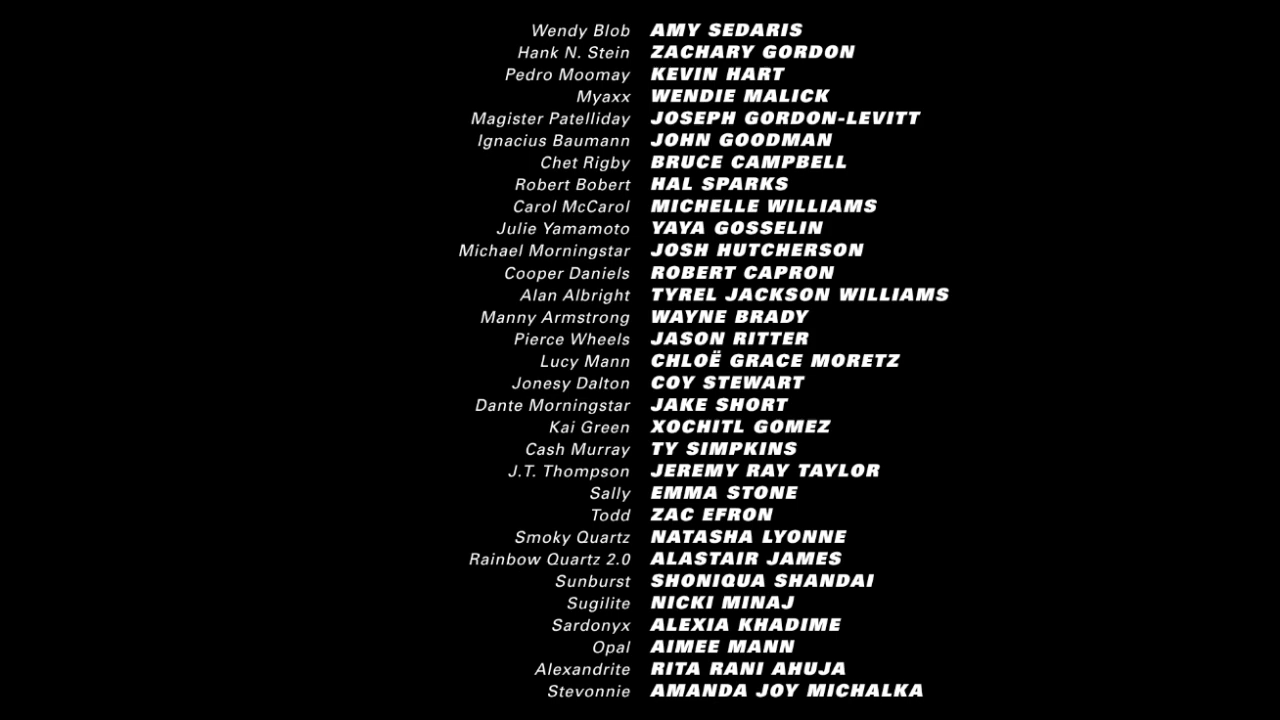 Wendy Blob AMY SEDARIS
Hank N. Stein ZACHARY GORDON
Pedro Moomay KEVIN HART
Myaxx WENDIE MALICK
Magister Patelliday JOSEPH GORDON-LEVITT
Ignacius Baumann JOHN GOODMAN
Chet Rigby BRUCE CAMPBELL
Robert Bobert HAL SPARKS
Carol McCarol MICHELLE WILLIAMS
Julie Yamamoto YAYA GOSSELIN
Michael Morningstar JOSH HUTCHERSON
Cooper Daniels ROBERT CAPRON
Alan Albright TYREL JACKSON WILLIAMS
Manny Armstrong WAYNE BRADY
Pierce Wheels JASON RITTER
Lucy Mann CHLOË GRACE MORETZ
Jonesy Dalton COY STEWART
Dante Morningstar JAKE SHORT
Kai Green XOCHITL GOMEZ
Cash Murray TY SIMPKINS
J.T. Thompson JEREMY RAY TAYLOR
Sally EMMA STONE
Todd ZAC EFRON
Smoky Quartz NATASHA LYONNE
Rainbow Quartz 2.0 ALASTAIR JAMES
Sunburst SHONIQUA SHANDAI
Sugilite NICKI MINAJ
Sardonyx ALEXIA KHADIME
Opal AIMEE MANN
Alexandrite RITA RANI AHUJA
Stevonnie AMANDA JOY MICHALKA